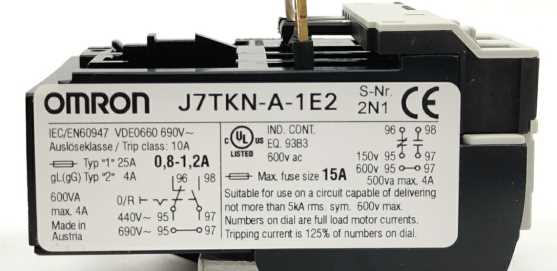 OMRON J7TKN-A-1E2 S-Nr. 2N1 CE
IEC/EN60947 VDE0660 690V~
Auslöseklasse / Trip class: 10A
Typ "1" 25A 0,8-1,2A
gL(gG) Typ "2" 4A
600VA
max. 4A
Made in
Austria
96 98
0/R
440V~ 95 97
690V~ 95 97
C UL US
LISTED
IND. CONT.
EQ. 93B3
600v ac
96 98
150v 95 97
600v 95 97
500va max. 4A
Max. fuse size 15A
Suitable for use on a circuit capable of delivering
not more than 5kA rms. sym. 600v max.
Numbers on dial are full load motor currents.
Tripping current is 125% of numbers on dial.